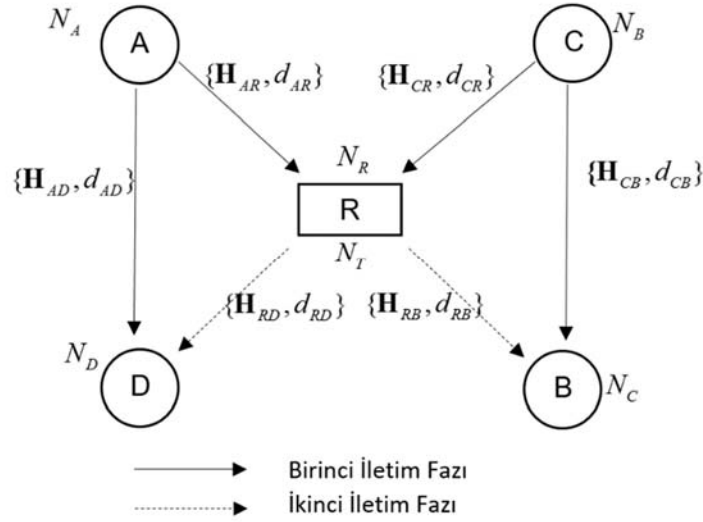 N_A A C N_B
{H_AR, d_AR} {H_CR, d_CR}
N_R
{H_AD, d_AD} R {H_CB, d_CB}
N_T
{H_RD, d_RD} {H_RB, d_RB}
N_D D B N_C
Birinci İletim Fazı
İkinci İletim Fazı